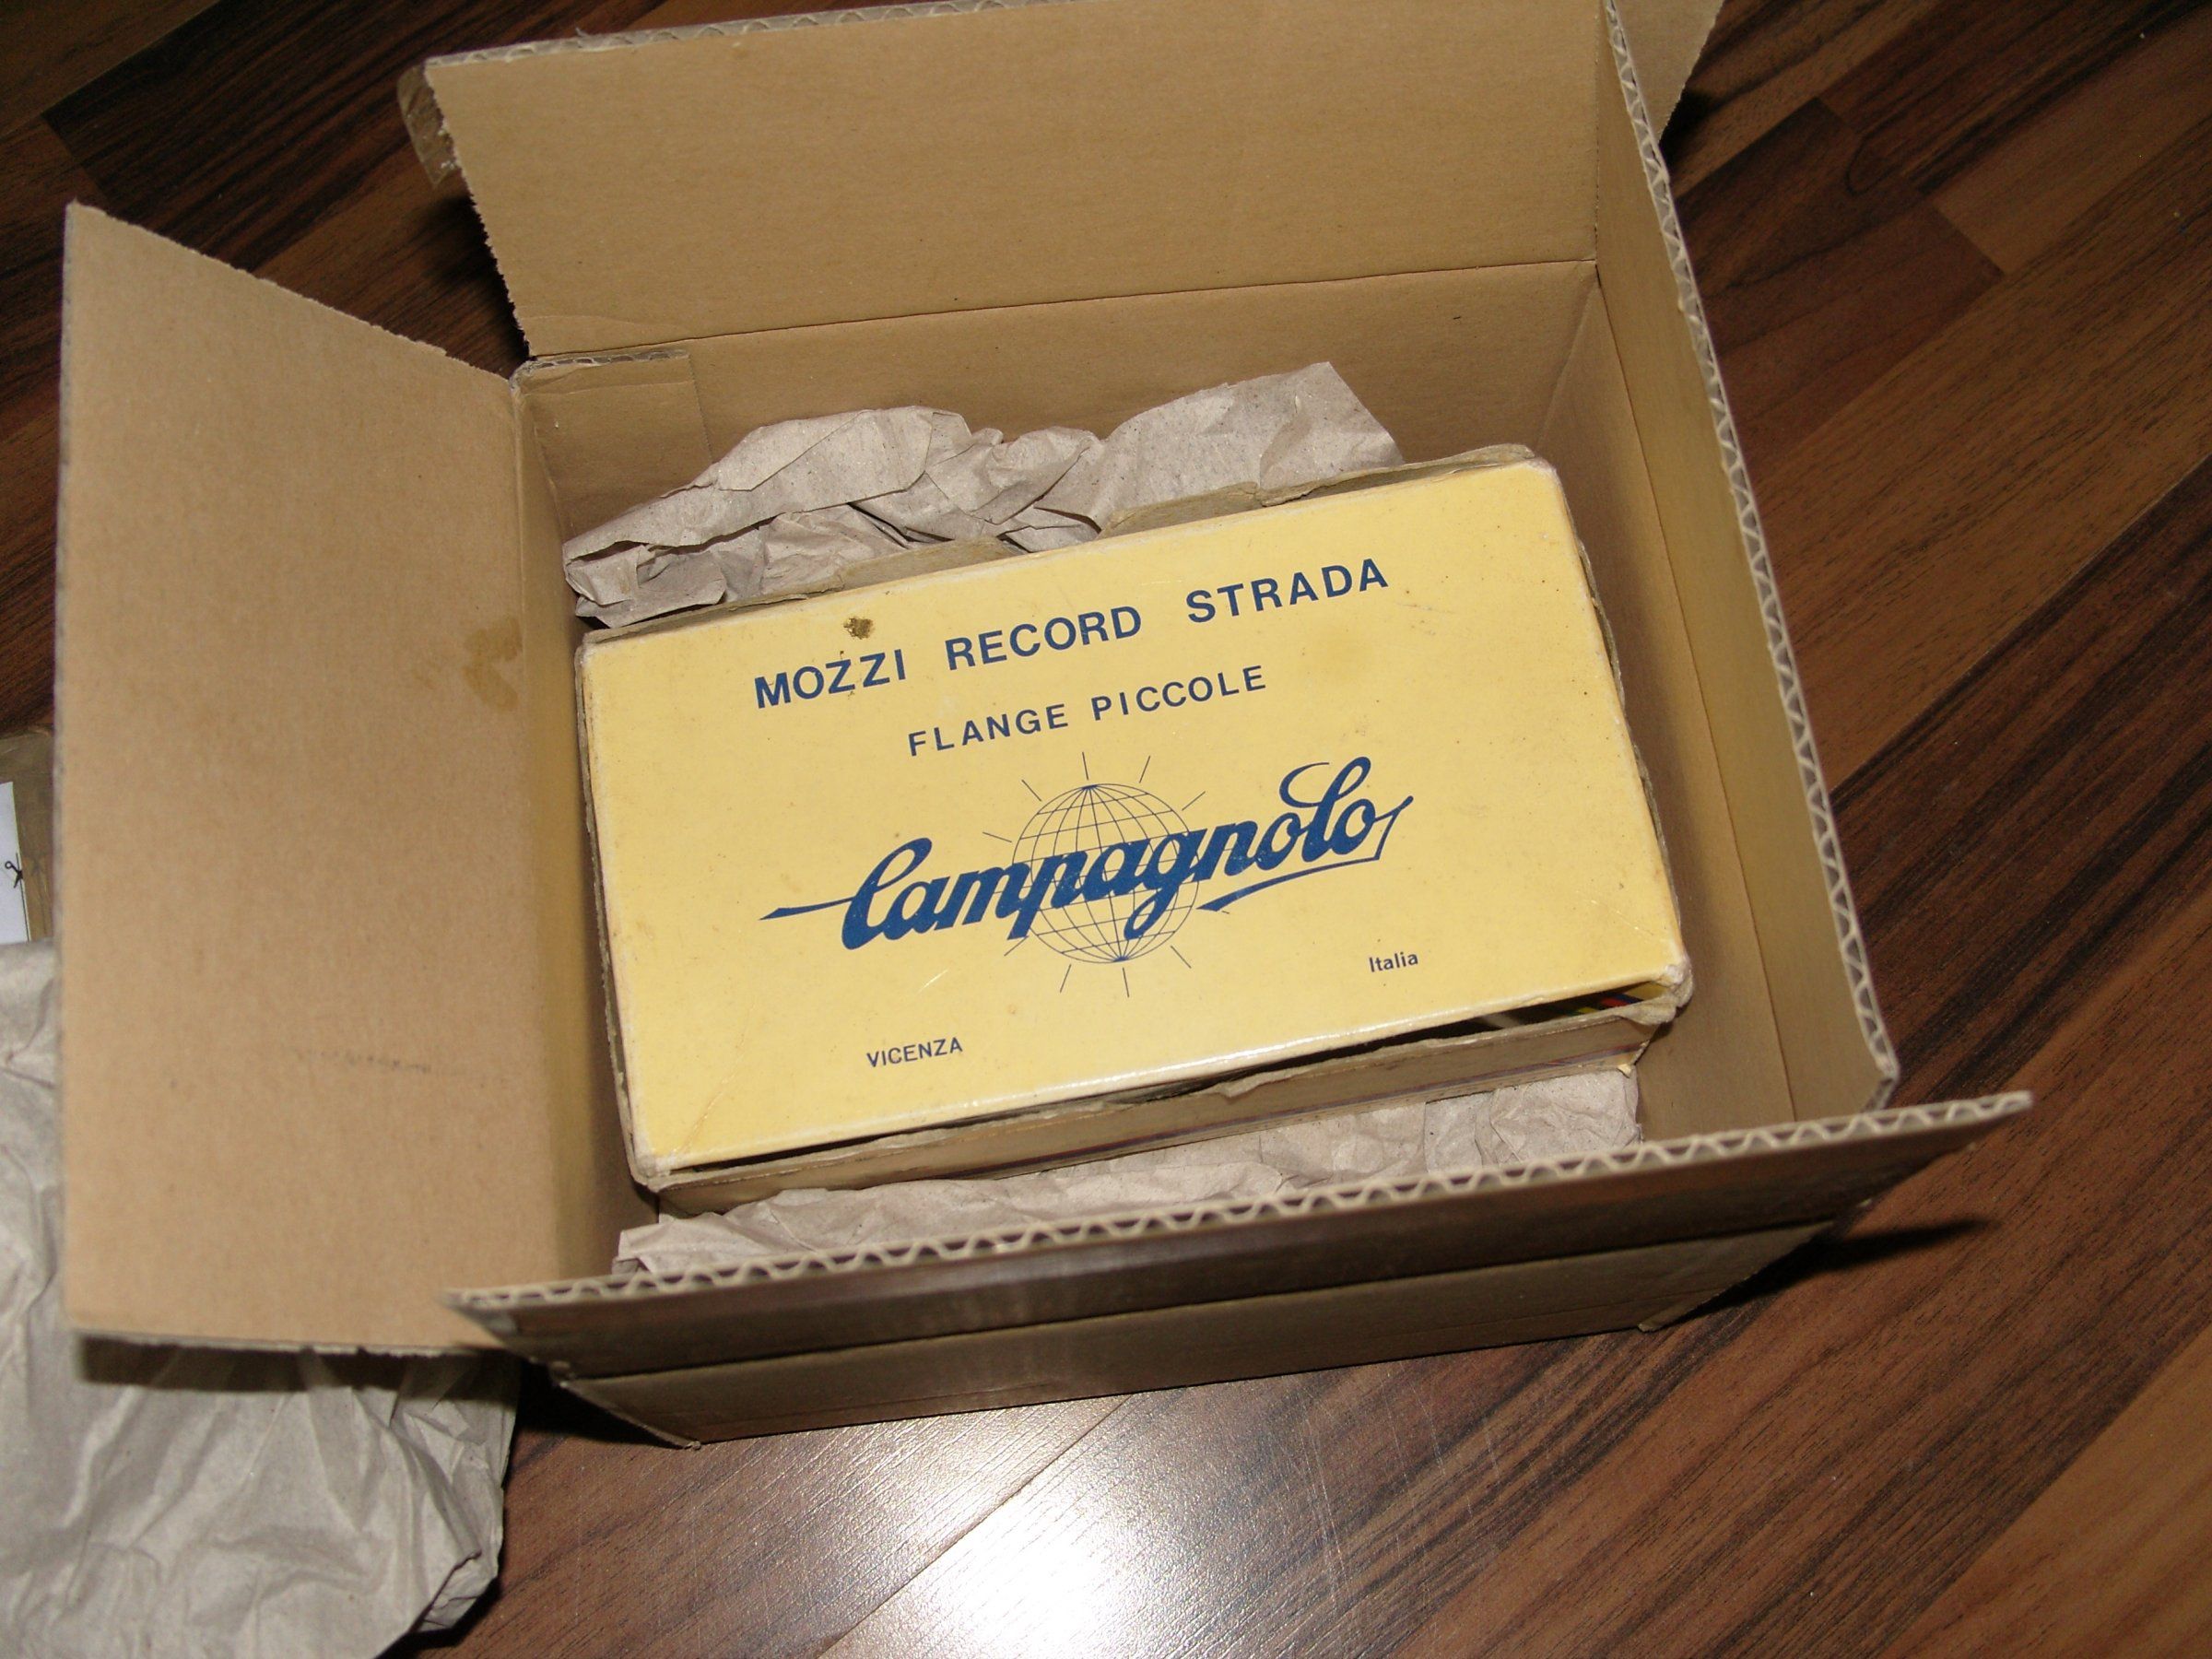 MOZZI RECORD STRADA
FLANGE PICCOLE
Campagnolo
Italia
VICENZA